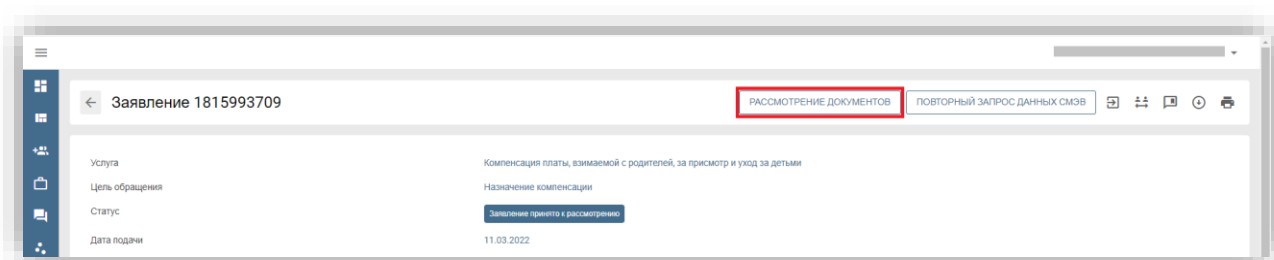 Заявление 1815993709
РАССМОТРЕНИЕ ДОКУМЕНТОВ
ПОВТОРНЫЙ ЗАПРОС ДАННЫХ СМЭВ
Услуга
Компенсация платы, взимаемой с родителей, за присмотр и уход за детьми
Цель обращения
Назначение компенсации
Статус
Заявление принято к рассмотрению
Дата подачи
11.03.2022